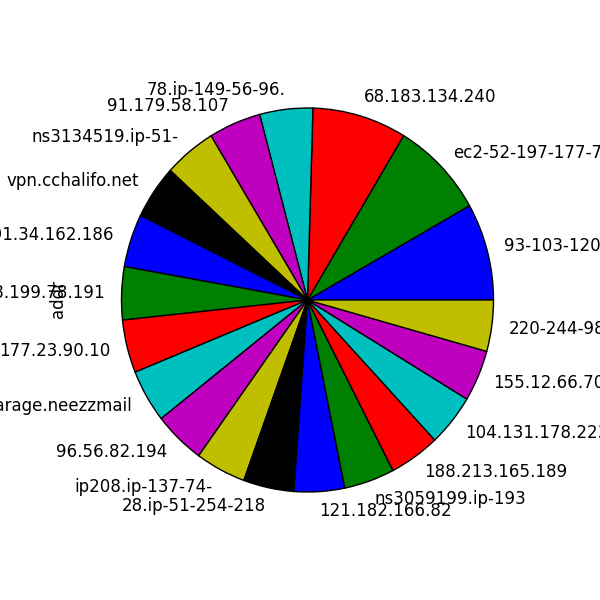 78.ip-149-56-96.
68.183.134.240
91.179.58.107
ns3134519.ip-51-
ec2-52-197-177-7
vpn.cchalifo.net
91.34.162.186
93-103-120
3.199.78.191
addr
220-244-98
177.23.90.10
155.12.66.70
arage.neezzmail
104.131.178.223
96.56.82.194
188.213.165.189
ip208.ip-137-74-
ns3059199.ip-193
28.ip-51-254-218
121.182.166.82